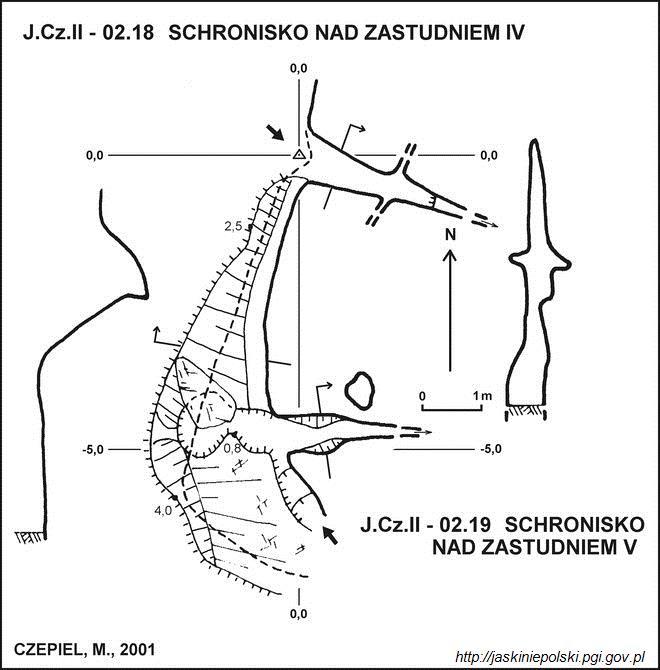 J.Cz.II - 02.18 SCHRONISKO NAD ZASTUDNIEM IV
0,0
0,0
0,0
2,5
N
0 1m
-5,0
0,8
-5,0
4,0
J.Cz.II - 02.19 SCHRONISKO
NAD ZASTUDNIEM V
0,0
CZEPIEL, M., 2001
http://jaskiniepolski.pgi.gov.pl